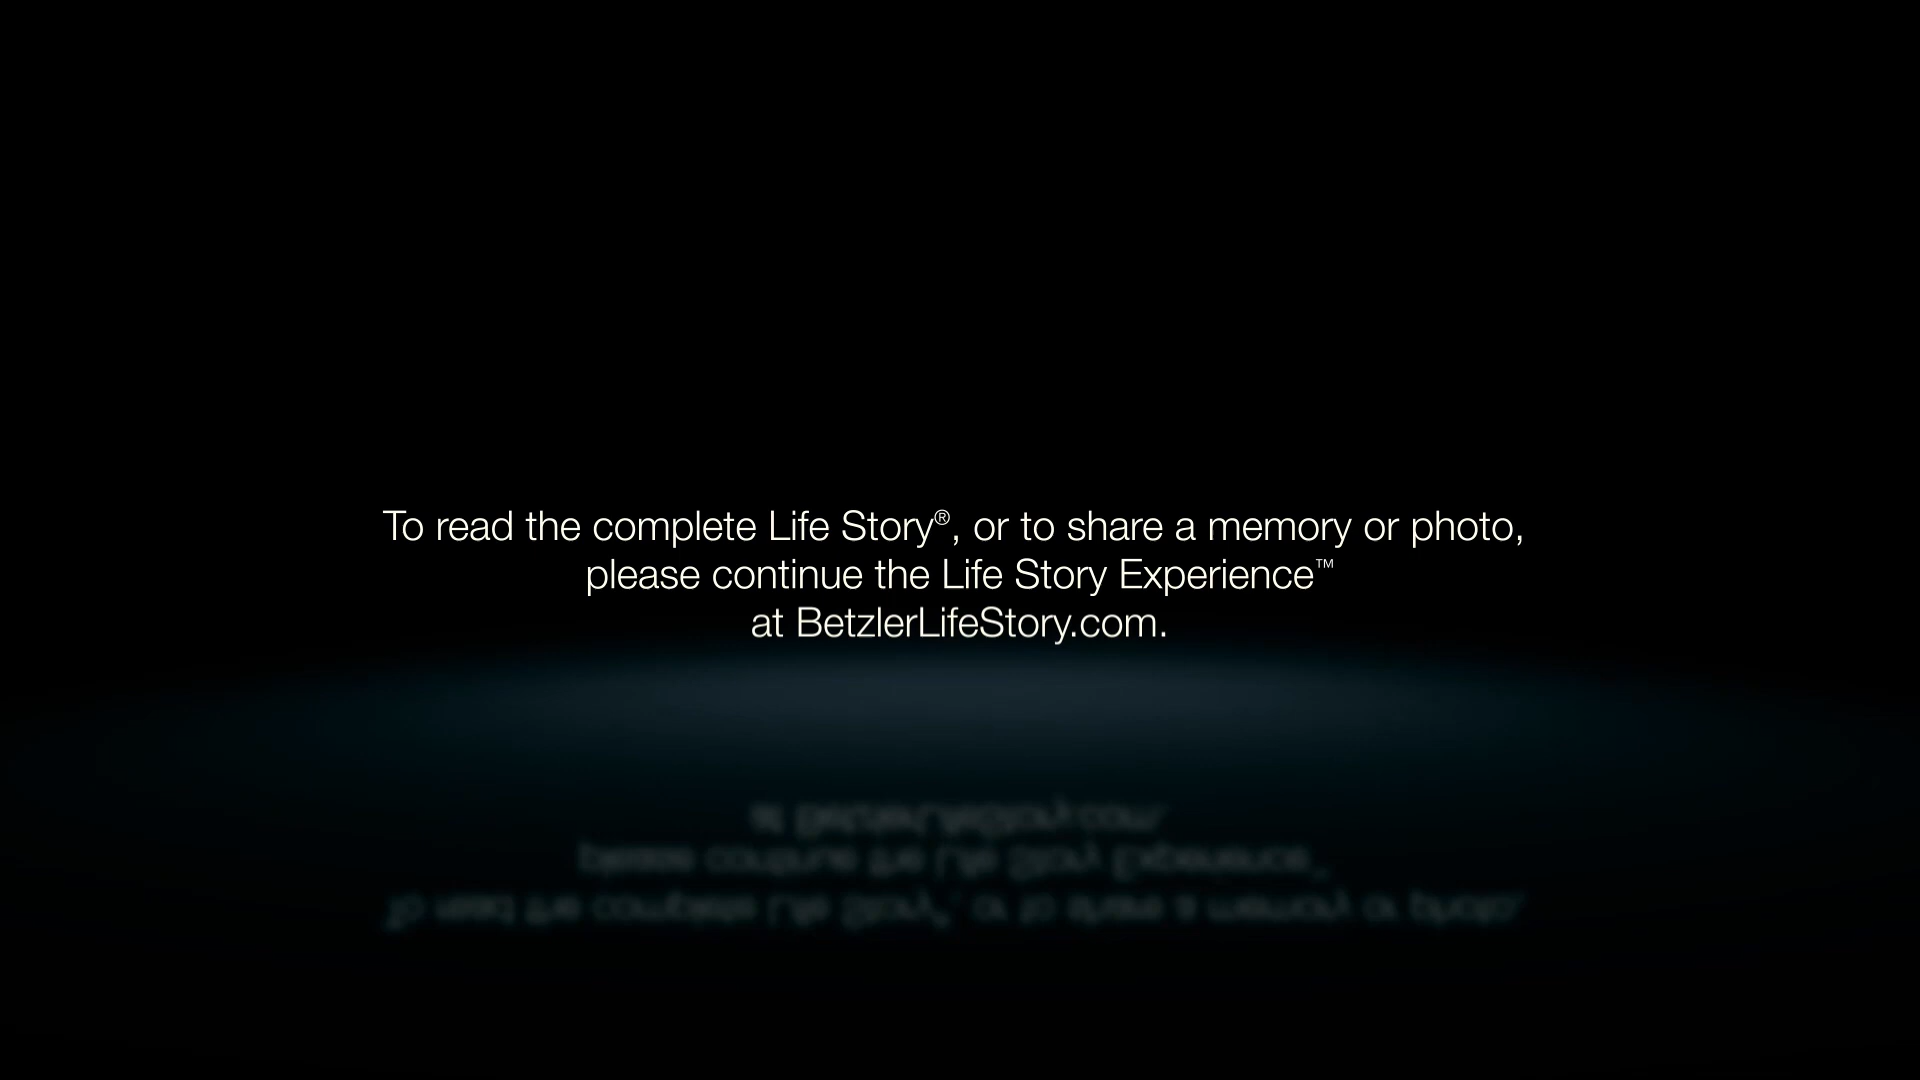 To read the complete Life Story®, or to share a memory or photo,
please continue the Life Story Experience™
at BetzlerLifeStory.com.